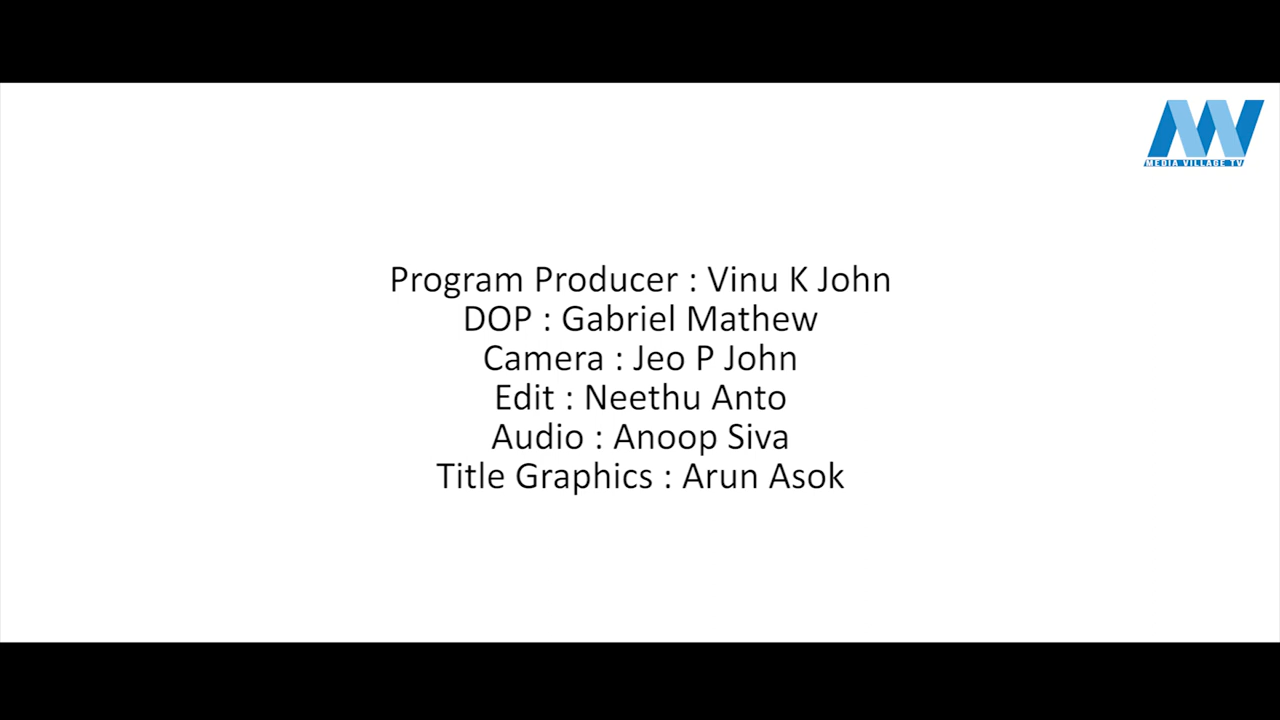 MEDIA VILLAGE TV
Program Producer : Vinu K John
DOP : Gabriel Mathew
Camera : Jeo P John
Edit : Neethu Anto
Audio : Anoop Siva
Title Graphics : Arun Asok